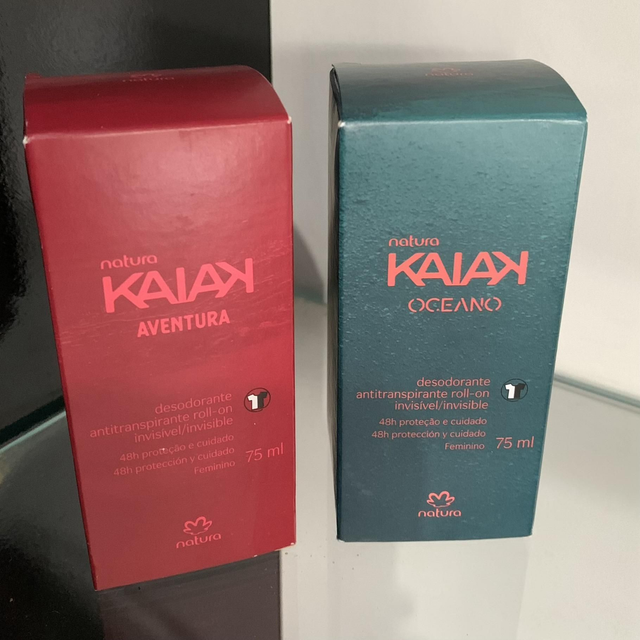 natura
natura
KAIAK
AVENTURA
desodorante
antitranspirante roll-on
invisível/invisible
48h proteção e cuidado
48h protección y cuidado
Feminino
75 ml
natura
natura
natura
KAIAK
OCEANO
desodorante
antitranspirante roll-on
invisível/invisible
48h proteção e cuidado
48h protección y cuidado
Feminino
75 ml
natura